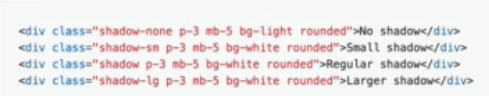 <div class="shadow-none p-3 mb-5 bg-light rounded">No shadow</div>
<div class="shadow-sm p-3 mb-5 bg-white rounded">Small shadow</div>
<div class="shadow p-3 mb-5 bg-white rounded">Regular shadow</div>
<div class="shadow-lg p-3 mb-5 bg-white rounded">Larger shadow</div>